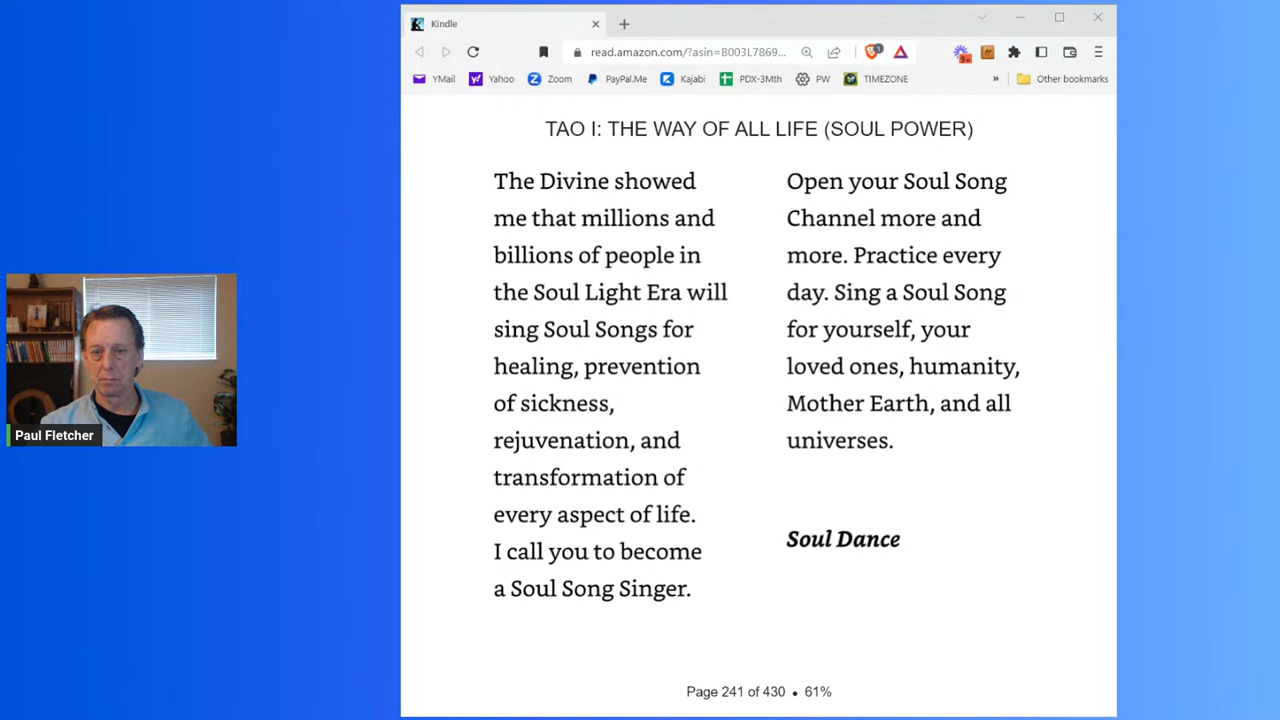 Kindle
read.amazon.com/?asin=B003L7869...
1
9+
YMail
Yahoo
Zoom
PayPal.Me
Kajabi
PDX-3Mth
PW
TIMEZONE
»
Other bookmarks
TAO I: THE WAY OF ALL LIFE (SOUL POWER)
The Divine showed
me that millions and
billions of people in
the Soul Light Era will
sing Soul Songs for
healing, prevention
of sickness,
rejuvenation, and
transformation of
every aspect of life.
I call you to become
a Soul Song Singer.
Open your Soul Song
Channel more and
more. Practice every
day. Sing a Soul Song
for yourself, your
loved ones, humanity,
Mother Earth, and all
universes.
Soul Dance
Page 241 of 430 • 61%
Paul Fletcher